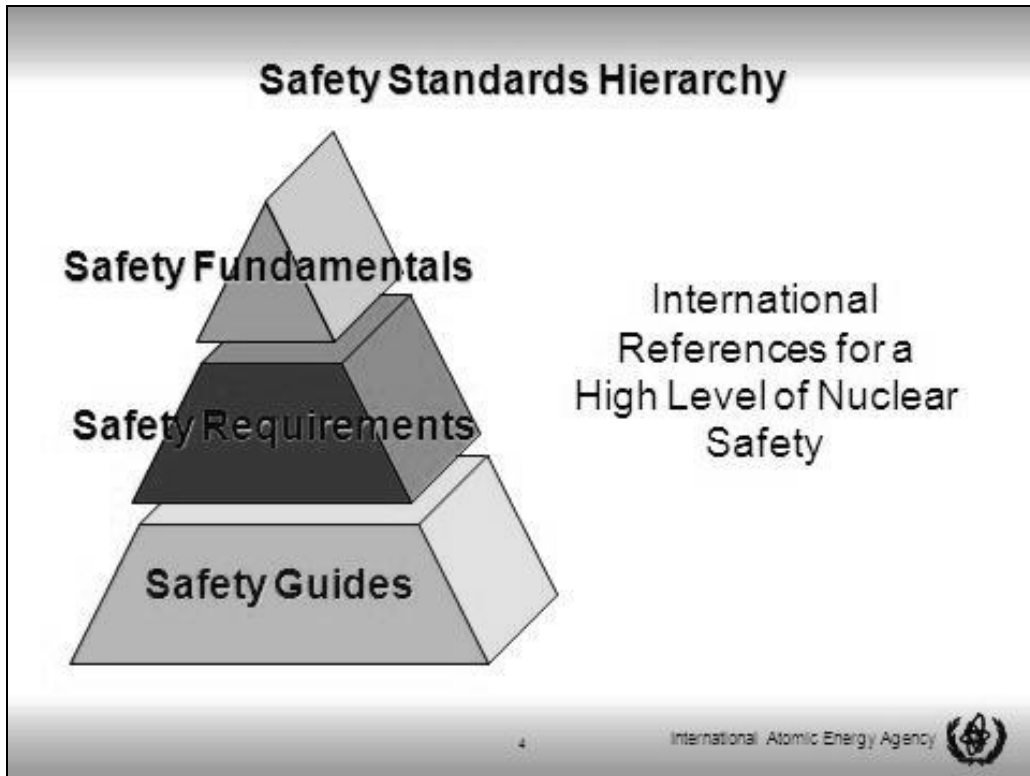 Safety Standards Hierarchy
Safety Fundamentals
Safety Requirements
Safety Guides
International
References for a
High Level of Nuclear
Safety
4
International Atomic Energy Agency